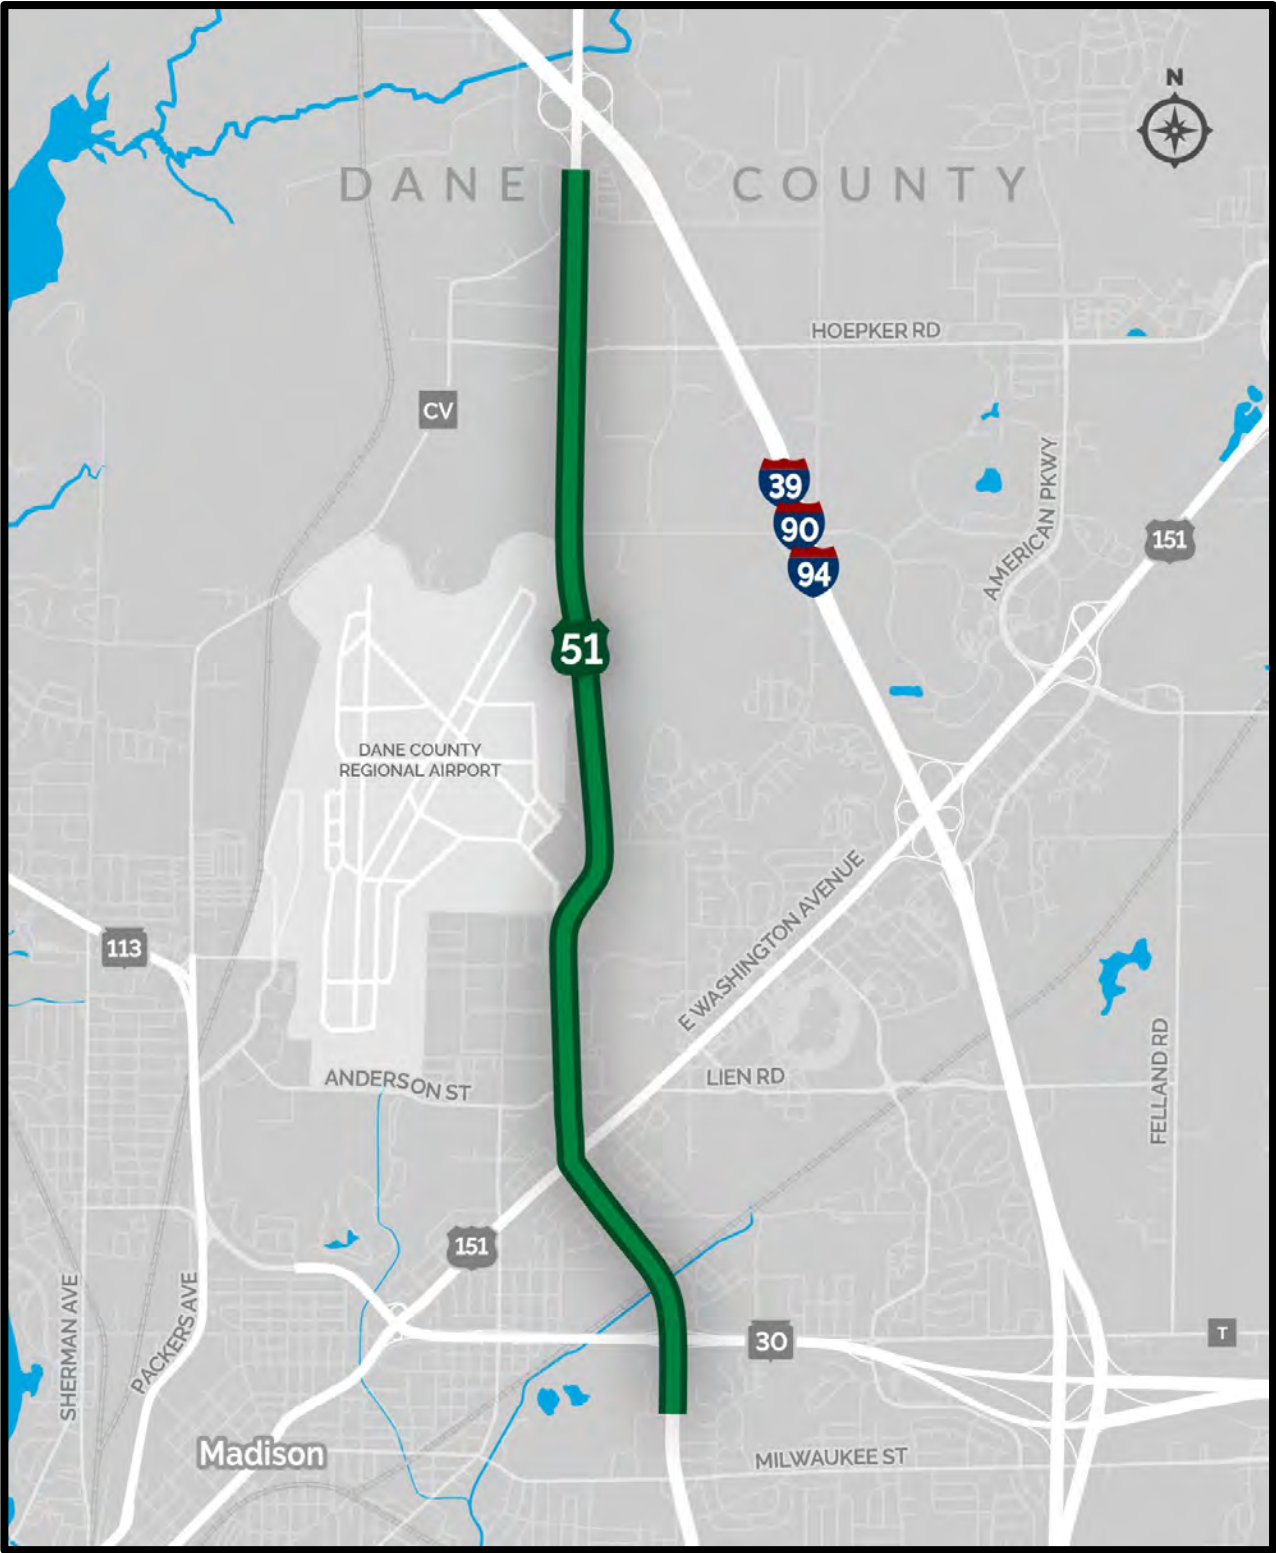 N
DANE COUNTY
HOEPKER RD
CV
39
90
94
AMERICAN PKWY
151
51
DANE COUNTY
REGIONAL AIRPORT
E WASHINGTON AVENUE
113
ANDERSON ST
LIEN RD
FELLAND RD
151
SHERMAN AVE
PACKERS AVE
30
T
Madison
MILWAUKEE ST